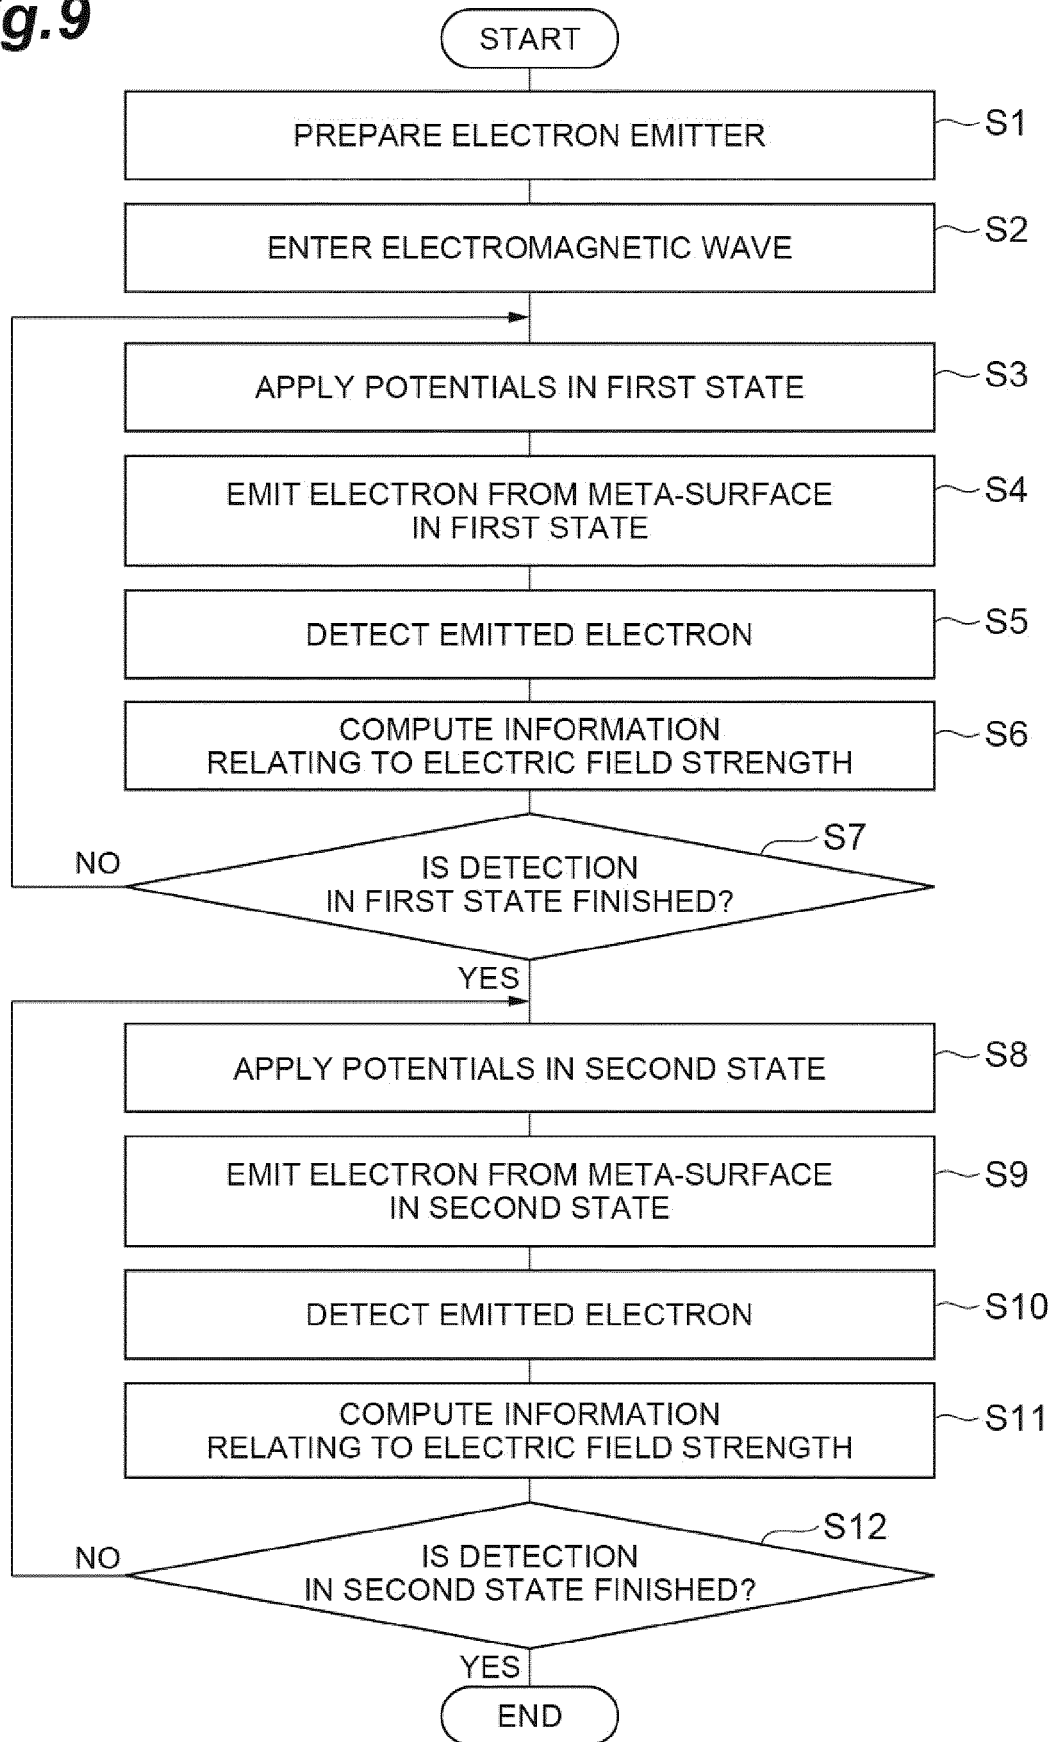 g.9
START
PREPARE ELECTRON EMITTER
S1
ENTER ELECTROMAGNETIC WAVE
S2
APPLY POTENTIALS IN FIRST STATE
S3
EMIT ELECTRON FROM META-SURFACE
IN FIRST STATE
S4
DETECT EMITTED ELECTRON
S5
COMPUTE INFORMATION
RELATING TO ELECTRIC FIELD STRENGTH
S6
IS DETECTION
IN FIRST STATE FINISHED?
S7
NO
YES
APPLY POTENTIALS IN SECOND STATE
S8
EMIT ELECTRON FROM META-SURFACE
IN SECOND STATE
S9
DETECT EMITTED ELECTRON
S10
COMPUTE INFORMATION
RELATING TO ELECTRIC FIELD STRENGTH
S11
IS DETECTION
IN SECOND STATE FINISHED?
S12
NO
YES
END